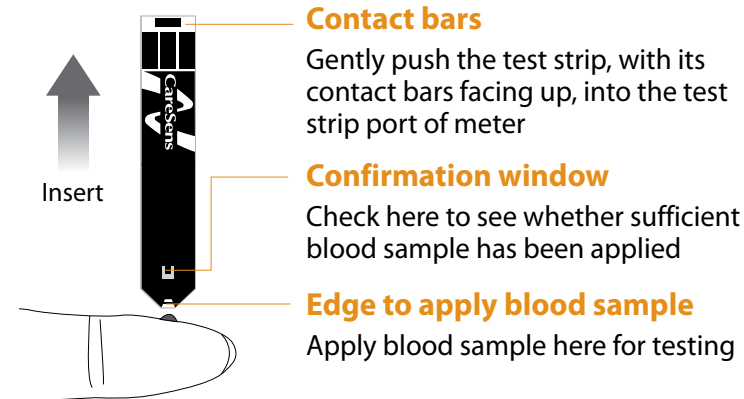 Contact bars
Gently push the test strip, with its
contact bars facing up, into the test
strip port of meter
Insert
CareSens
N
Confirmation window
Check here to see whether sufficient
blood sample has been applied
Edge to apply blood sample
Apply blood sample here for testing